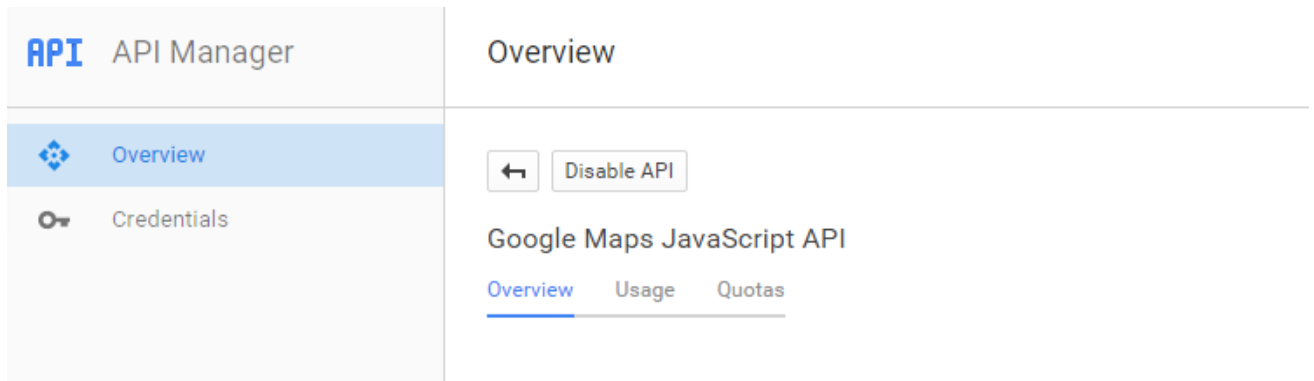 API API Manager
Overview
Overview
Credentials
Disable API
Google Maps JavaScript API
Overview Usage Quotas